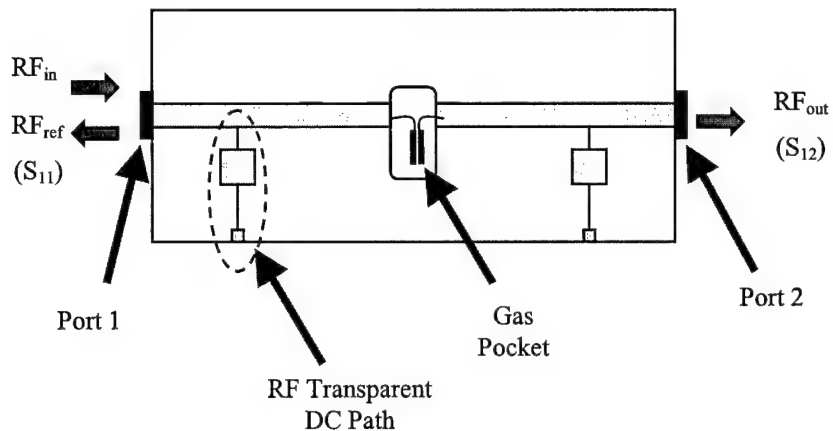 RFin
RFref
(S11)
RFout
(S12)
Port 1
Gas
Pocket
Port 2
RF Transparent
DC Path